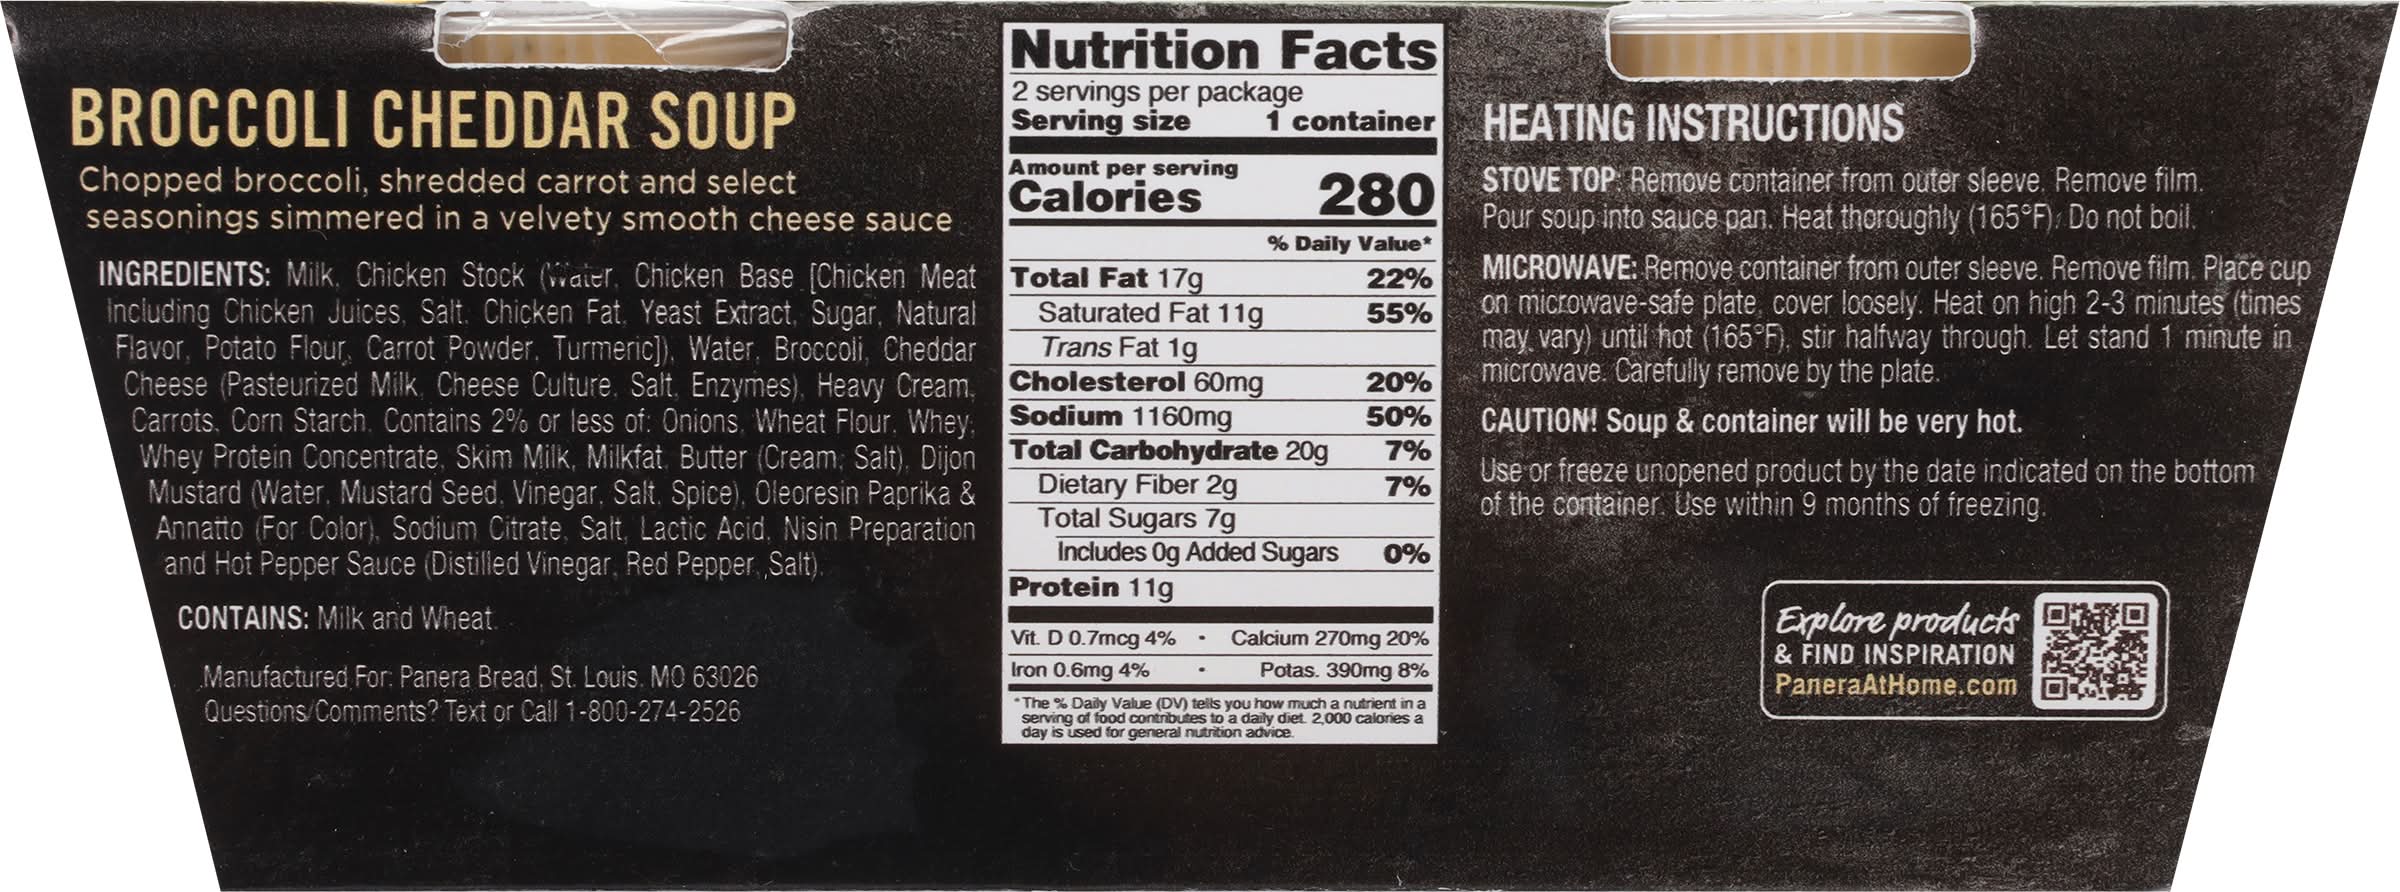 BROCCOLI CHEDDAR SOUP
Chopped broccoli, shredded carrot and select
seasonings simmered in a velvety smooth cheese sauce
INGREDIENTS: Milk, Chicken Stock (Water, Chicken Base [Chicken Meat
Including Chicken Juices, Salt, Chicken Fat, Yeast Extract, Sugar, Natural
Flavor, Potato Flour, Carrot Powder, Turmeric]), Water, Broccoli, Cheddar
Cheese (Pasteurized Milk, Cheese Culture, Salt, Enzymes), Heavy Cream,
Carrots, Corn Starch. Contains 2% or less of: Onions, Wheat Flour, Whey,
Whey Protein Concentrate, Skim Milk, Milkfat, Butter (Cream, Salt), Dijon
Mustard (Water, Mustard Seed, Vinegar, Salt, Spice), Oleoresin Paprika &
Annatto (For Color), Sodium Citrate, Salt, Lactic Acid, Nisin Preparation
and Hot Pepper Sauce (Distilled Vinegar, Red Pepper, Salt).
CONTAINS: Milk and Wheat.
Manufactured For: Panera Bread, St. Louis, MO 63026
Questions/Comments? Text or Call 1-800-274-2526
Nutrition Facts
2 servings per package
Serving size 1 container
Amount per serving
Calories 280
% Daily Value*
Total Fat 17g 22%
Saturated Fat 11g 55%
Trans Fat 1g
Cholesterol 60mg 20%
Sodium 1160mg 50%
Total Carbohydrate 20g 7%
Dietary Fiber 2g 7%
Total Sugars 7g
Includes 0g Added Sugars 0%
Protein 11g
Vit. D 0.7mcg 4% • Calcium 270mg 20%
Iron 0.6mg 4% • Potas. 390mg 8%
*The % Daily Value (DV) tells you how much a nutrient in a
serving of food contributes to a daily diet. 2,000 calories a
day is used for general nutrition advice.
HEATING INSTRUCTIONS
STOVE TOP: Remove container from outer sleeve. Remove film.
Pour soup into sauce pan. Heat thoroughly (165°F). Do not boil.
MICROWAVE: Remove container from outer sleeve. Remove film. Place cup
on microwave-safe plate, cover loosely. Heat on high 2-3 minutes (times
may vary) until hot (165°F), stir halfway through. Let stand 1 minute in
microwave. Carefully remove by the plate.
CAUTION! Soup & container will be very hot.
Use or freeze unopened product by the date indicated on the bottom
of the container. Use within 9 months of freezing.
Explore products
& FIND INSPIRATION
PaneraAtHome.com